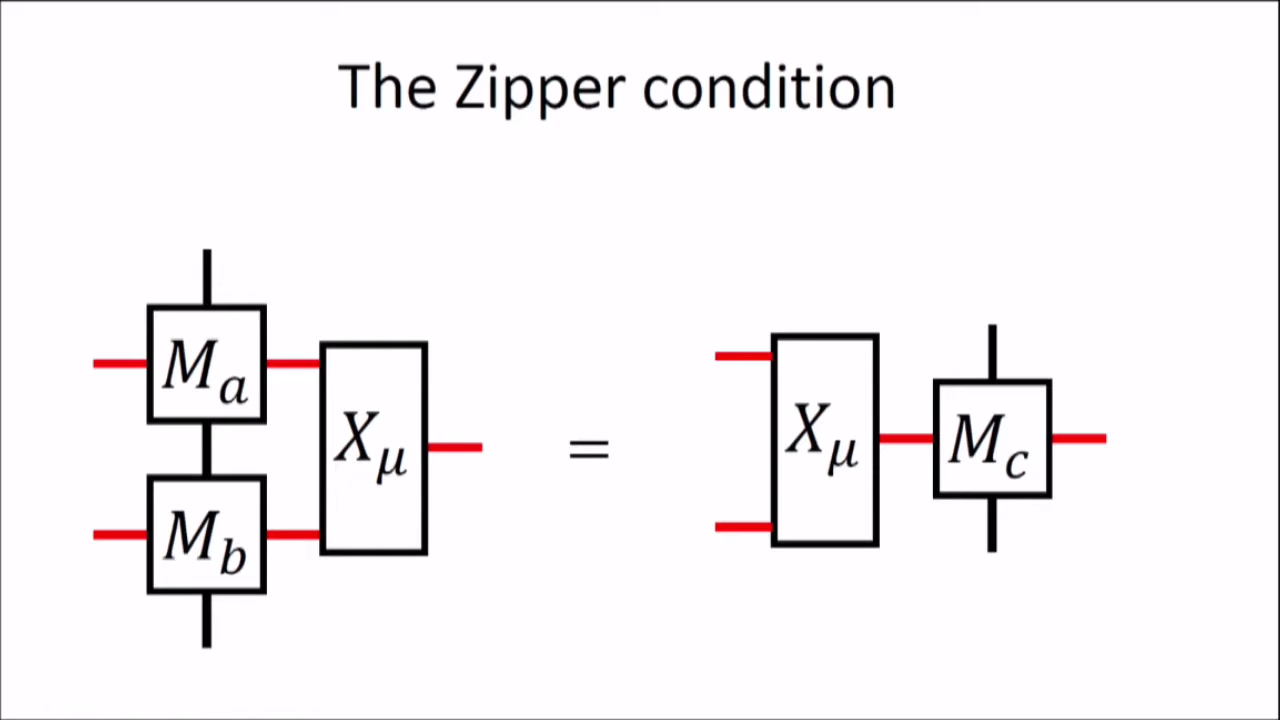 The Zipper condition
M_a
X_μ
=
X_μ
M_c
M_b